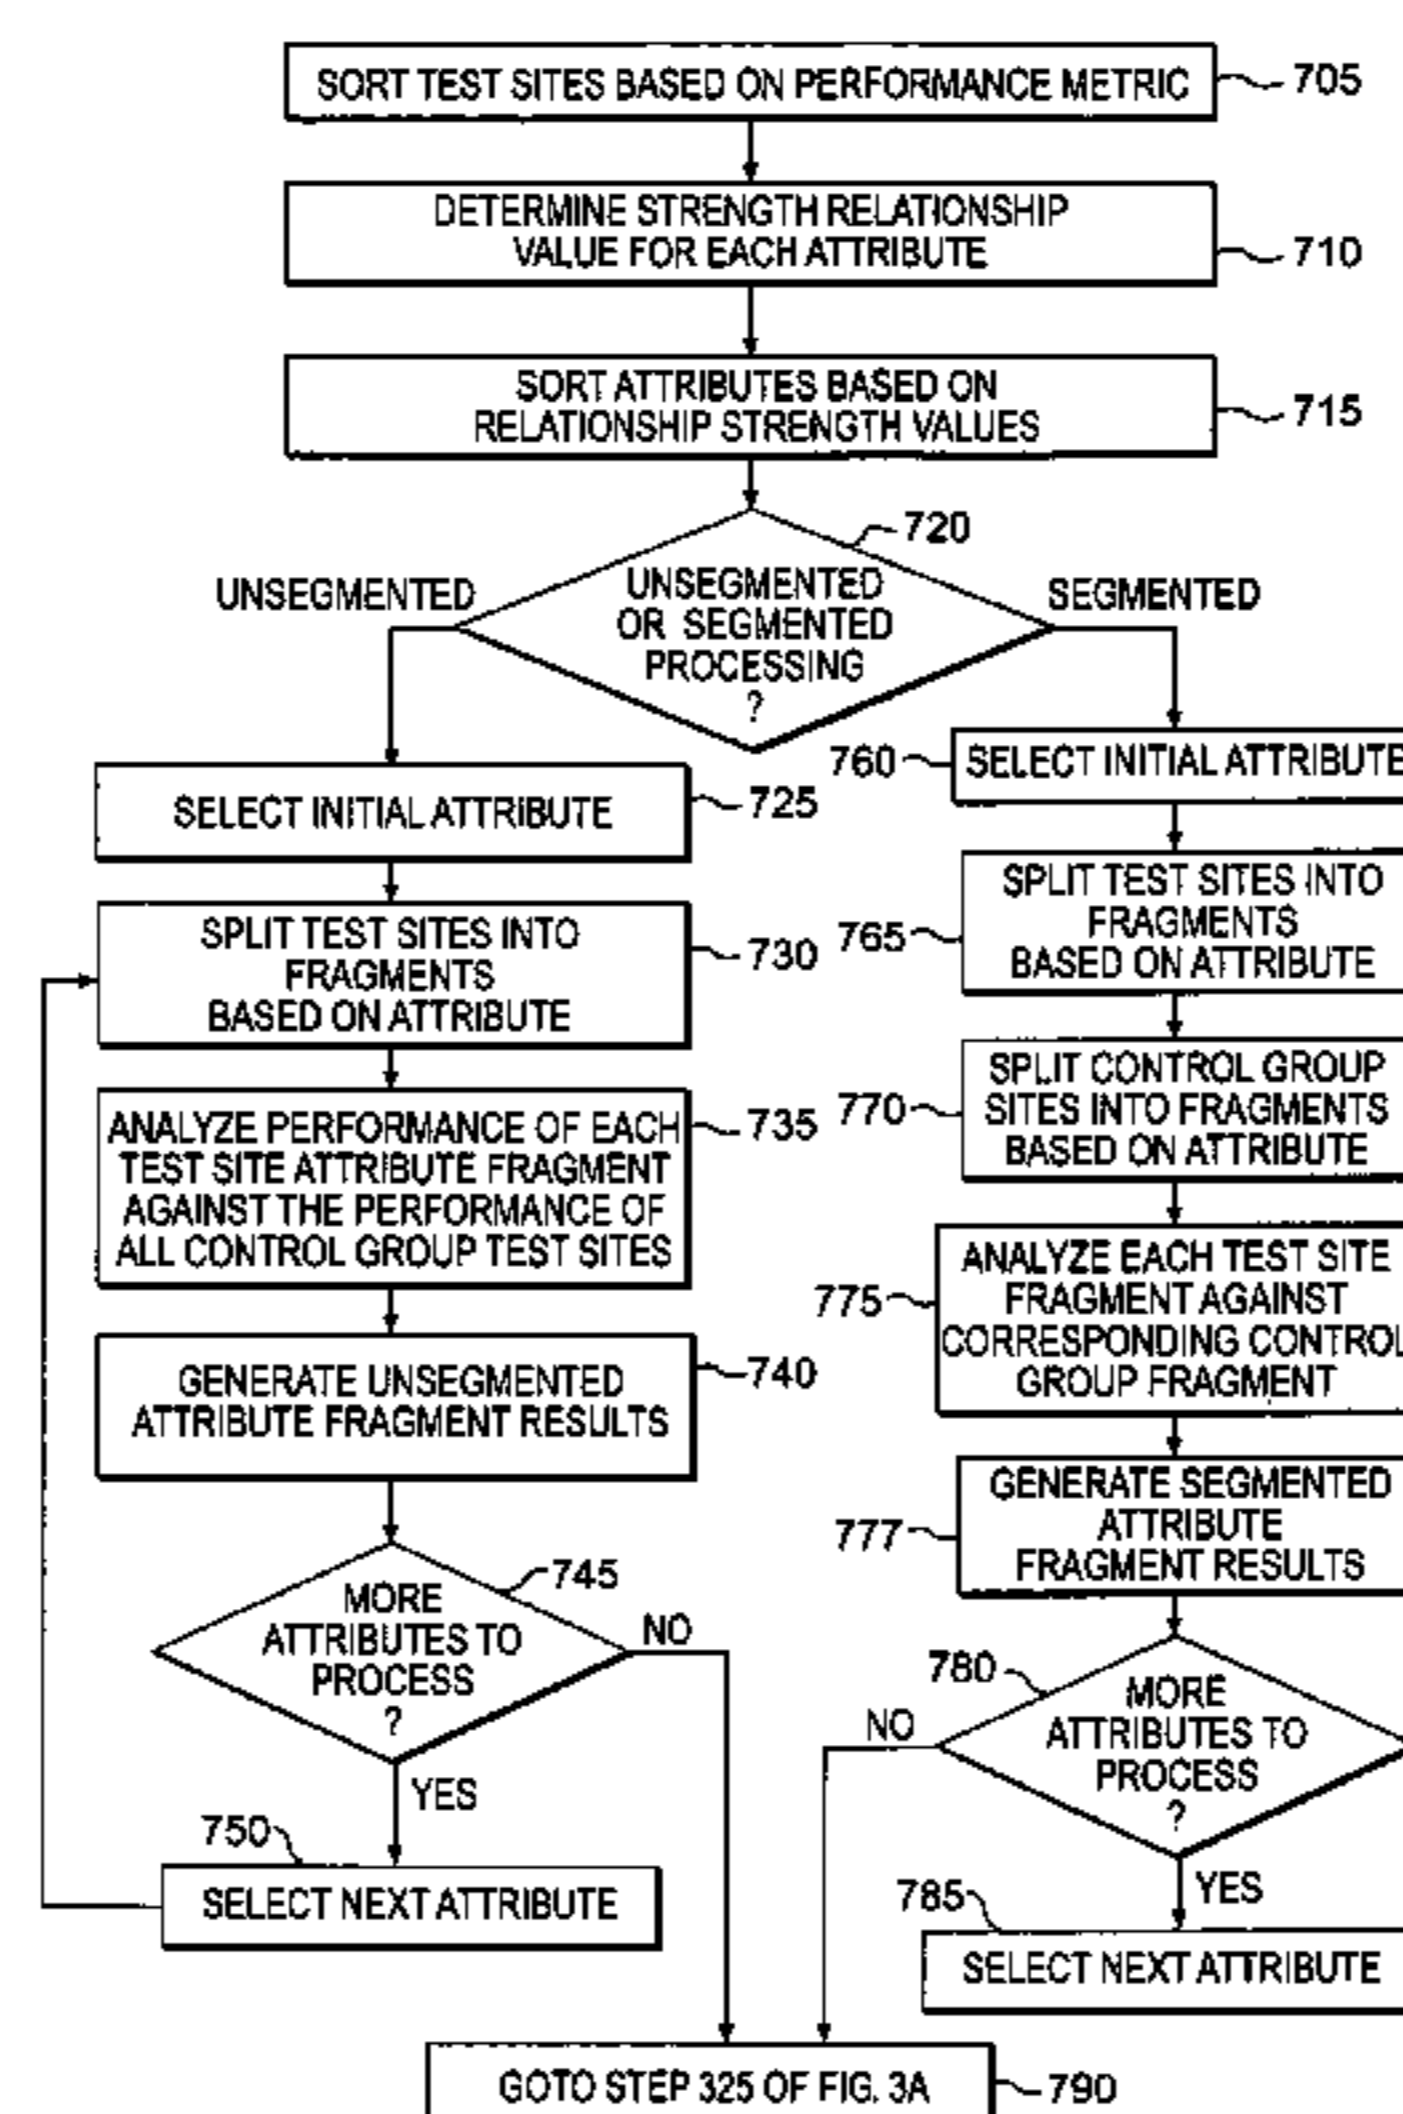 SORT TEST SITES BASED ON PERFORMANCE METRIC
705
DETERMINE STRENGTH RELATIONSHIP
VALUE FOR EACH ATTRIBUTE
710
SORT ATTRIBUTES BASED ON
RELATIONSHIP STRENGTH VALUES
715
720
UNSEGMENTED
OR SEGMENTED
PROCESSING
?
UNSEGMENTED
SEGMENTED
SELECT INITIAL ATTRIBUTE
725
SPLIT TEST SITES INTO
FRAGMENTS
BASED ON ATTRIBUTE
730
ANALYZE PERFORMANCE OF EACH
TEST SITE ATTRIBUTE FRAGMENT
AGAINST THE PERFORMANCE OF
ALL CONTROL GROUP TEST SITES
735
GENERATE UNSEGMENTED
ATTRIBUTE FRAGMENT RESULTS
740
745
MORE
ATTRIBUTES TO
PROCESS
?
NO
YES
750
SELECT NEXT ATTRIBUTE
760
SELECT INITIAL ATTRIBUTE
765
SPLIT TEST SITES INTO
FRAGMENTS
BASED ON ATTRIBUTE
770
SPLIT CONTROL GROUP
SITES INTO FRAGMENTS
BASED ON ATTRIBUTE
775
ANALYZE EACH TEST SITE
FRAGMENT AGAINST
CORRESPONDING CONTROL
GROUP FRAGMENT
777
GENERATE SEGMENTED
ATTRIBUTE
FRAGMENT RESULTS
780
MORE
ATTRIBUTES TO
PROCESS
?
NO
YES
785
SELECT NEXT ATTRIBUTE
GOTO STEP 325 OF FIG. 3A
790